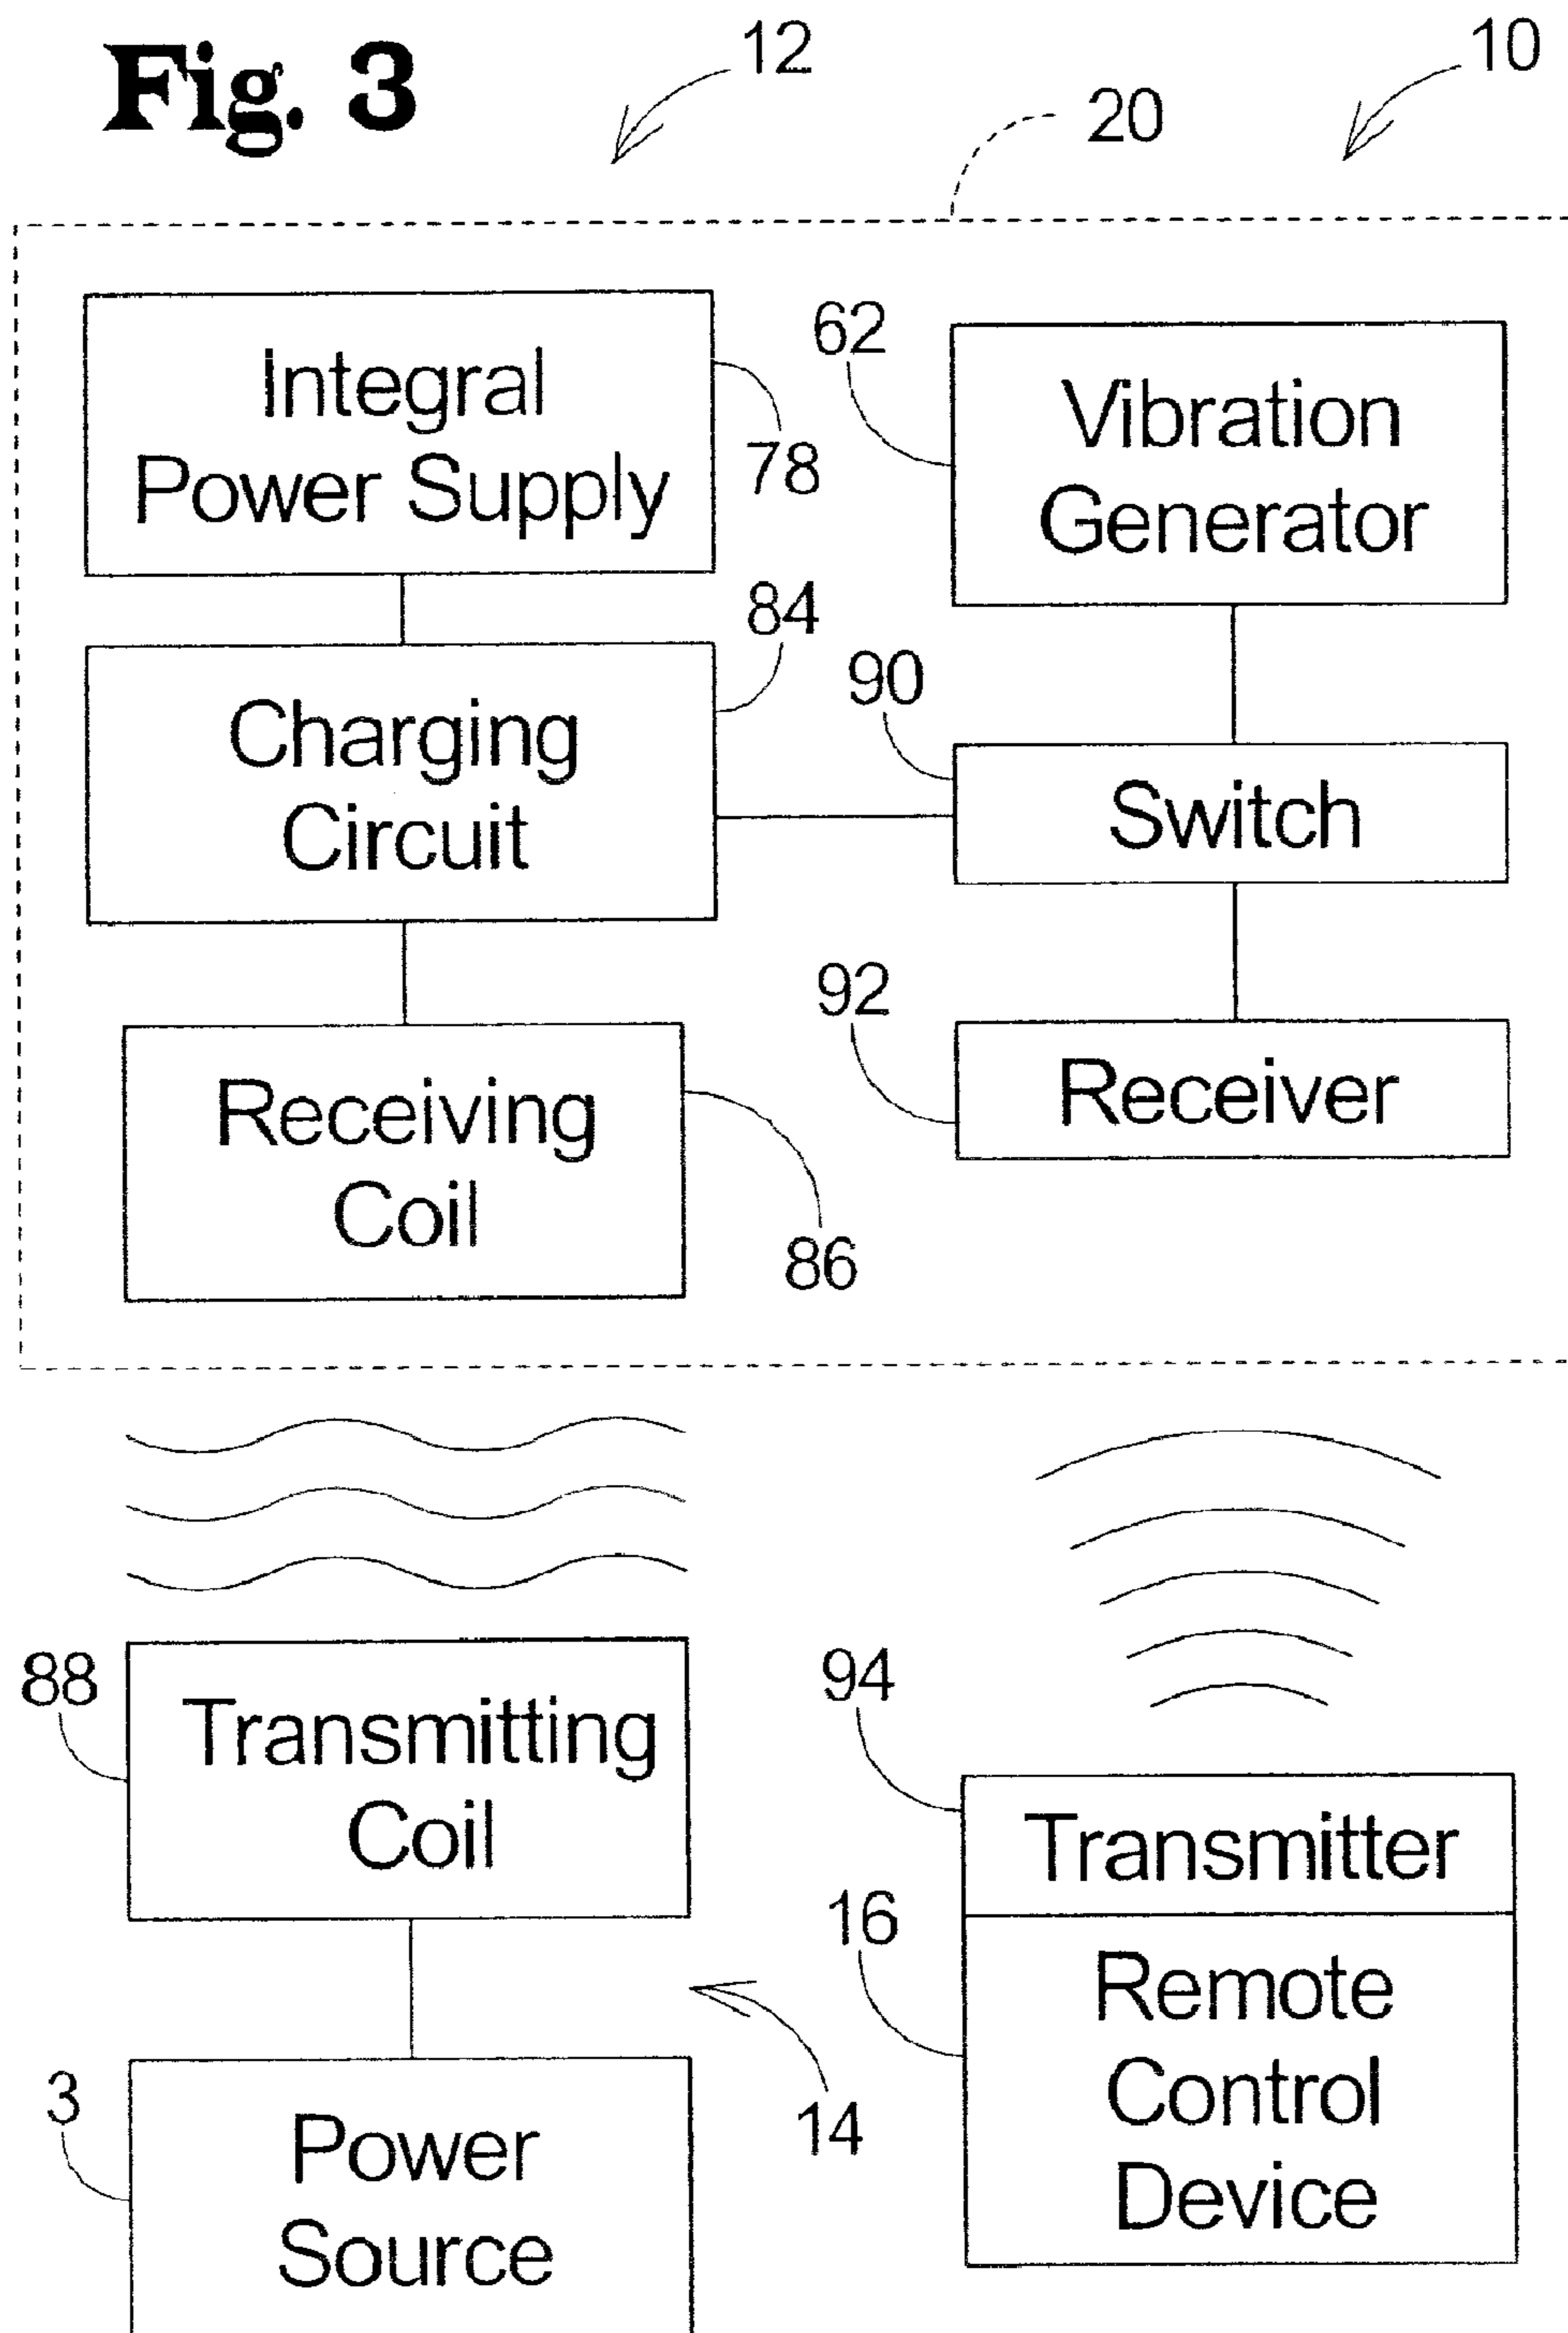 Fig. 3
12
10
20
Integral
Power Supply
78
62
Vibration
Generator
84
Charging
Circuit
90
Switch
Receiving
Coil
86
92
Receiver
88
Transmitting
Coil
94
Transmitter
16
Remote
Control
Device
14
3
Power
Source